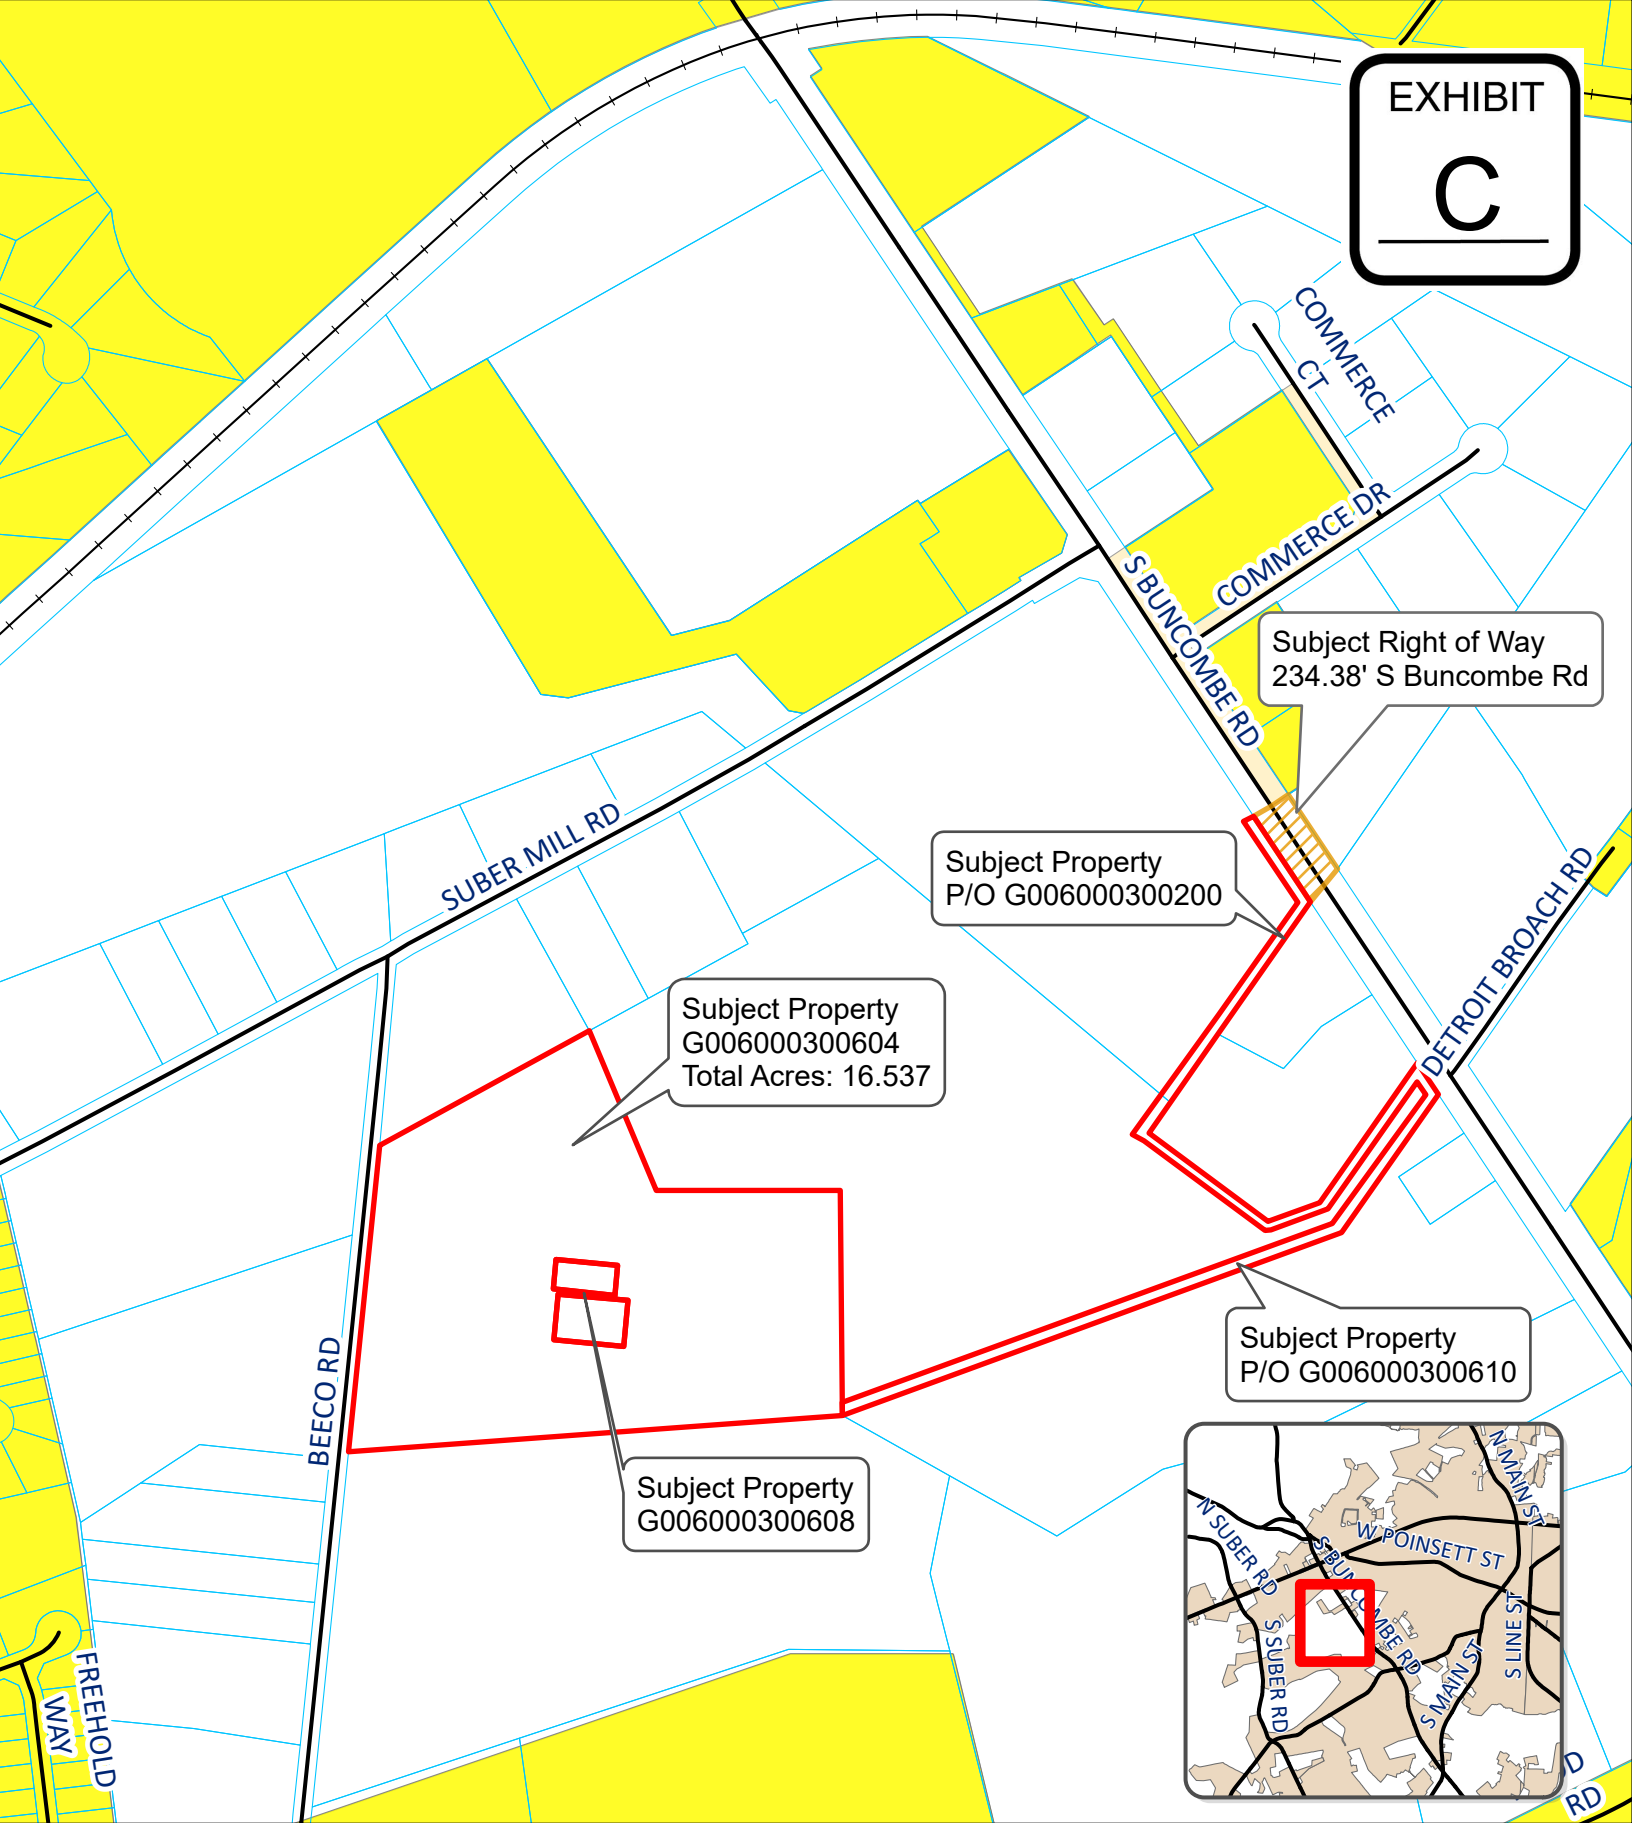 EXHIBIT
C
COMMERCE
CT
COMMERCE DR
S BUNCOMBE RD
Subject Right of Way
234.38' S Buncombe Rd
SUBER MILL RD
Subject Property
P/O G006000300200
DETROIT BROACH RD
Subject Property
G006000300604
Total Acres: 16.537
BEECO RD
Subject Property
P/O G006000300610
Subject Property
G006000300608
FREEHOLD
WAY
N MAIN ST
N SUBER RD
W POINSETT ST
S BUNCOMBE RD
S SUBER RD
S MAIN ST
S LINE ST
RD